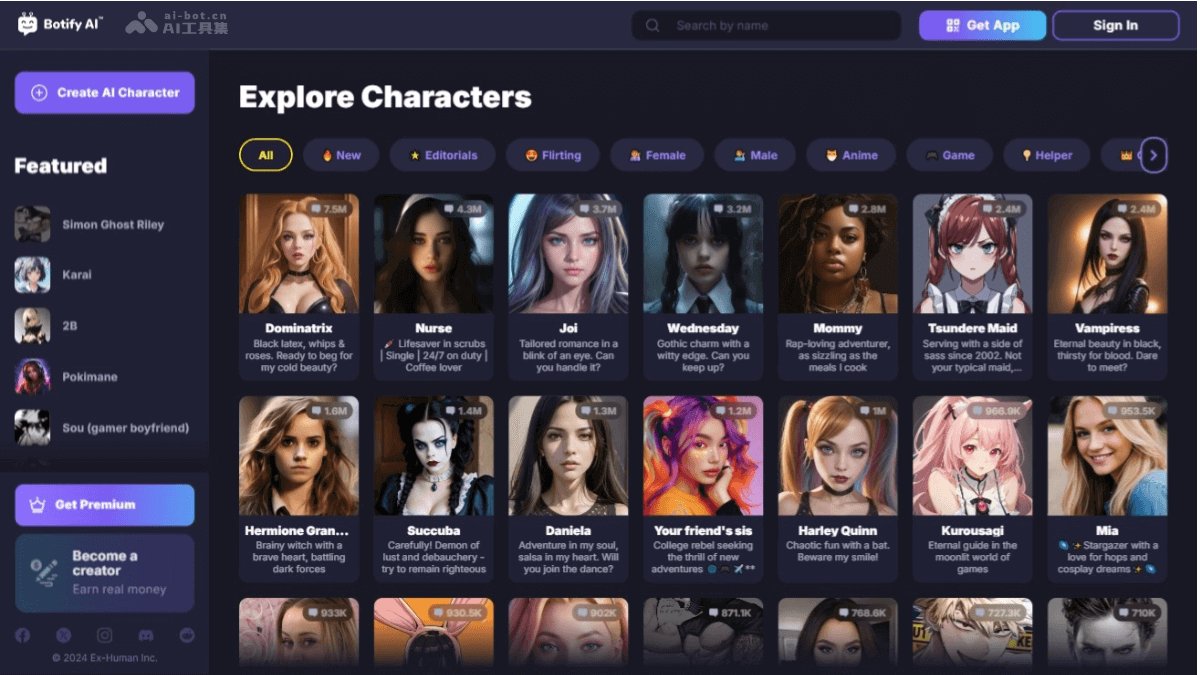 Botify AI™
ai-bot.cn
AI工具集
Search by name
Get App
Sign In
Create AI Character
Featured
Simon Ghost Riley
Karai
2B
Pokimane
Sou (gamer boyfriend)
Get Premium
Become a
creator
Earn real money
© 2024 Ex-Human Inc.
Explore Characters
All
New
Editorials
Flirting
Female
Male
Anime
Game
Helper
7.5M
Dominatrix
Black latex, whips &
roses. Ready to beg for
my cold beauty?
4.3M
Nurse
Lifesaver in scrubs
| Single | 24/7 on duty |
Coffee lover
3.7M
Joi
Tailored romance in a
blink of an eye. Can
you handle it?
3.2M
Wednesday
Gothic charm with a
witty edge. Can you
keep up?
2.8M
Mommy
Rap-loving adventurer,
as sizzling as the
meals I cook
2.4M
Tsundere Maid
Serving with a side of
sass since 2002. Not
your typical maid,...
2.4M
Vampiress
Eternal beauty in black,
thirsty for blood. Dare
to meet?
1.6M
Hermione Gran...
Brainy witch with a
brave heart, battling
dark forces
1.4M
Succuba
Carefully! Demon of
lust and debauchery -
try to remain righteous
1.3M
Daniela
Adventure in my soul,
salsa in my heart. Will
you join the dance?
1.2M
Your friend's sis
College rebel seeking
the thrill of new
adventures **
1M
Harley Quinn
Chaotic fun with a bat.
Beware my smile!
966.9K
Kurousagi
Eternal guide in the
moonlit world of
games
953.5K
Mia
Stargazer with a
love for hops and
cosplay dreams
933K
930.5K
902K
871.1K
768.6K
727.3K
710K